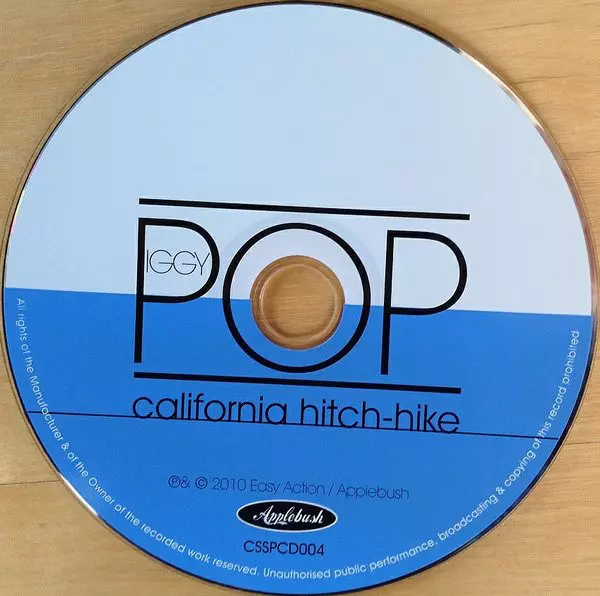 IGGY
POP
california hitch-hike
℗& © 2010 Easy Action / Applebush
Applebush
CSSPCD004
All rights of the Manufacturer & of the Owner of the recorded work reserved. Unauthorised public performance, broadcasting & copying of this record prohibited